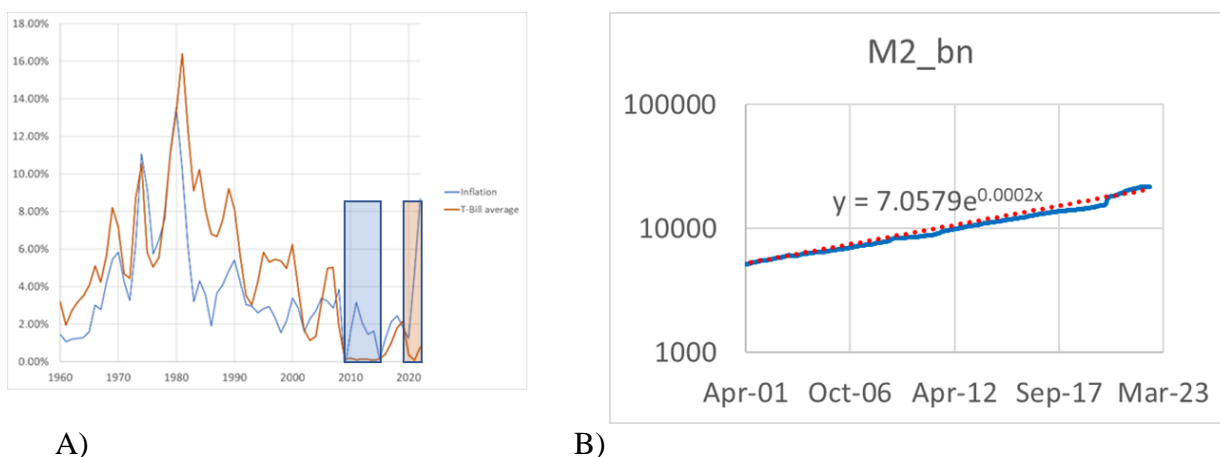 18.00%
16.00%
14.00%
12.00%
10.00%
8.00%
6.00%
4.00%
2.00%
0.00%
1960 1970 1980 1990 2000 2010 2020
Inflation
T-Bill average
A)
M2_bn
100000
10000
1000
y = 7.0579e^0.0002x
Apr-01 Oct-06 Apr-12 Sep-17 Mar-23
B)